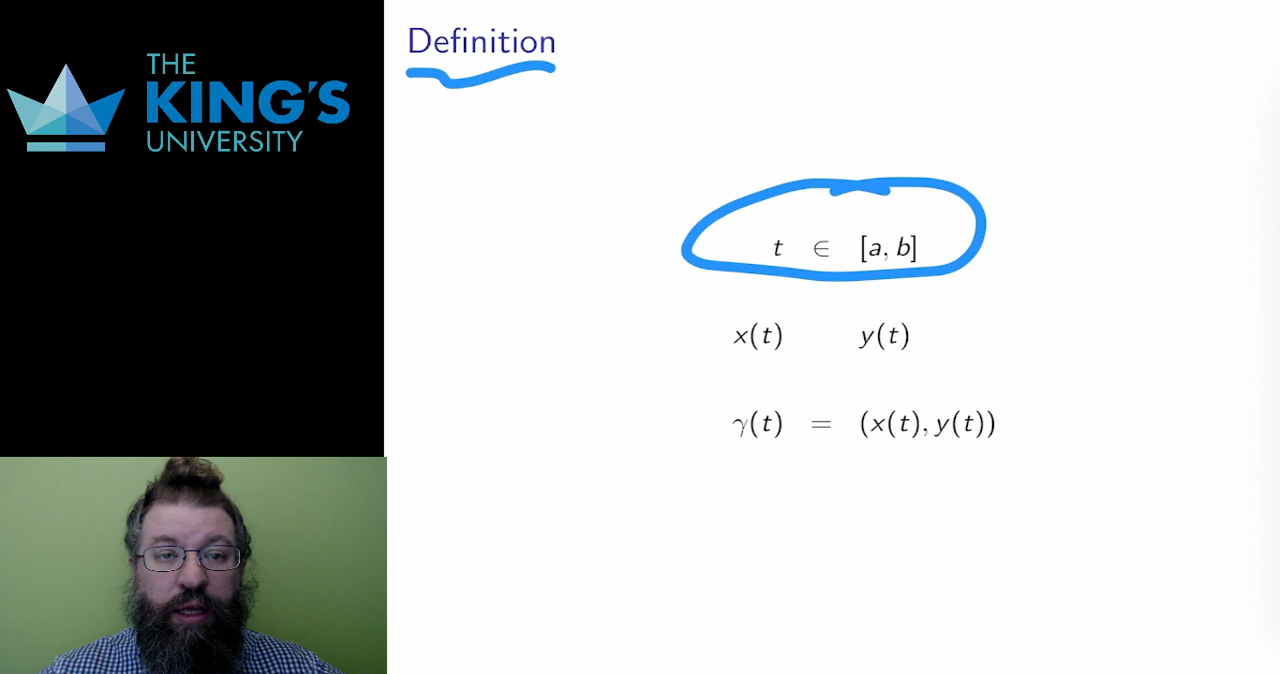 THE
KING'S
UNIVERSITY
Definition
t ∈ [a, b]
x(t) y(t)
γ(t) = (x(t), y(t))